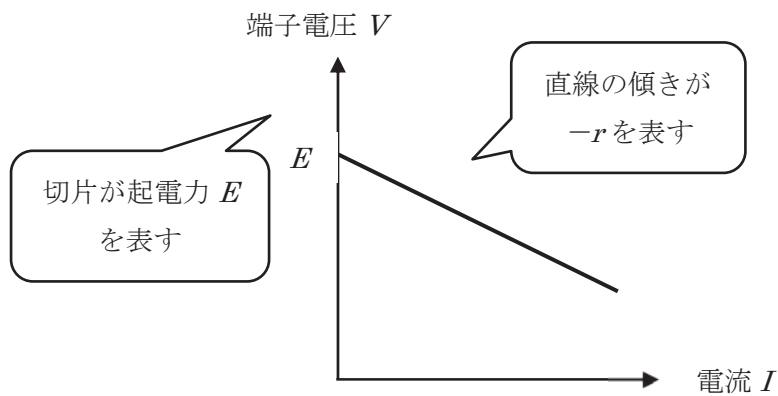 端子電圧 V
直線の傾きが
−rを表す
E
切片が起電力 E
を表す
電流 I